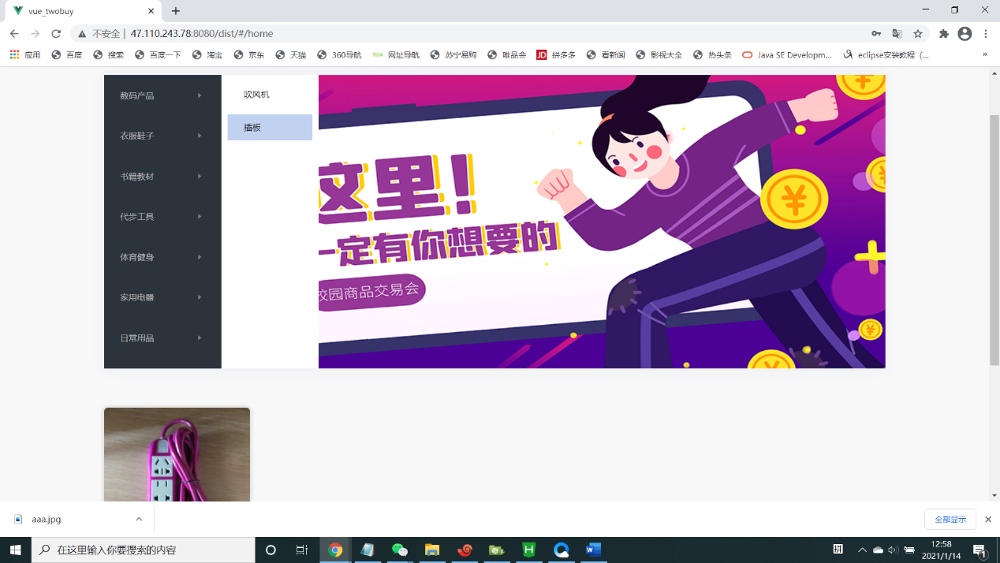 vue_twobuy
不安全 | 47.110.243.78:8080/dist/#/home
应用 百度 搜索 百度一下 淘宝 京东 天猫 360导航 7654 网址导航 苏宁易购 唯品会 JD 拼多多 看新闻 影视大全 热头条 Java SE Developm... eclipse安装教程（... »
数码产品
衣服鞋子
书籍教材
代步工具
体育健身
家用电器
日常用品
吹风机
插板
这里！
一定有你想要的
校园商品交易会
aaa.jpg
全部显示
在这里输入你要搜索的内容
拼
12:58
2021/1/14
1